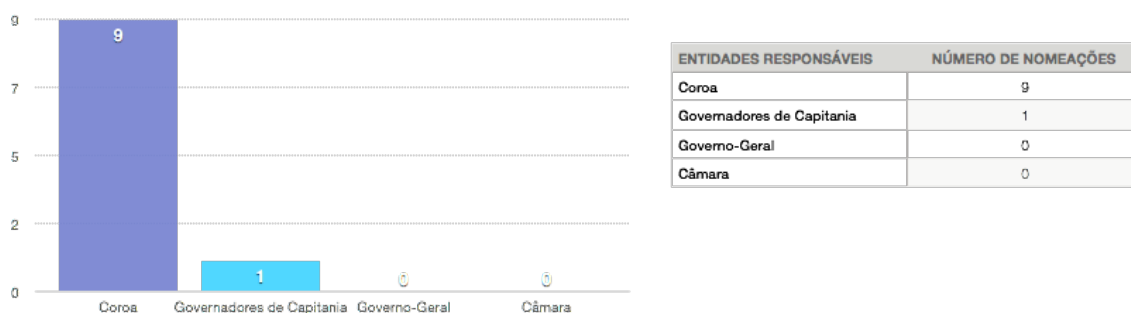 9
7
5
2
0
9
1
0
0
Coroa Governadores de Capitania Governo-Geral Câmara
ENTIDADES RESPONSÁVEIS NÚMERO DE NOMEAÇÕES
Coroa 9
Governadores de Capitania 1
Governo-Geral 0
Câmara 0